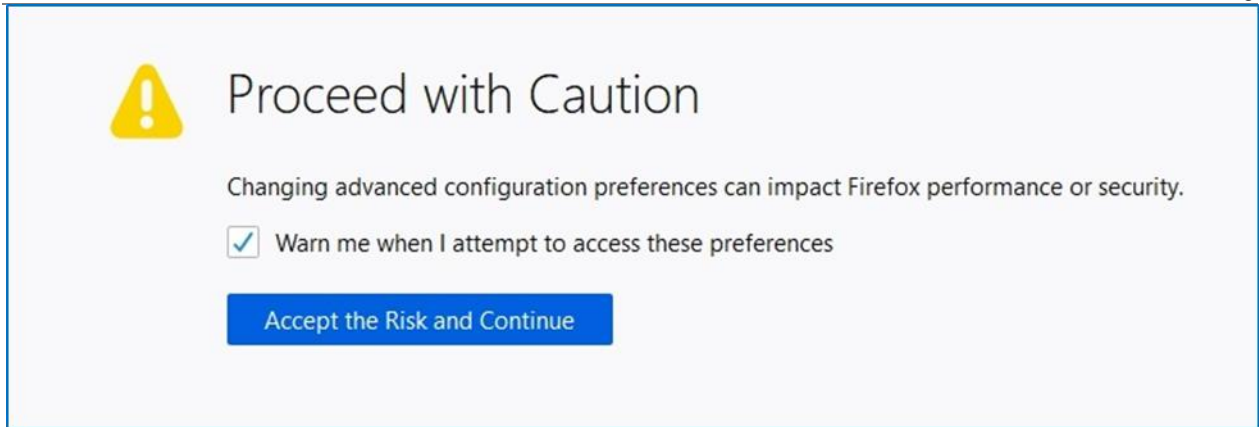 Proceed with Caution
Changing advanced configuration preferences can impact Firefox performance or security.
Warn me when I attempt to access these preferences
Accept the Risk and Continue